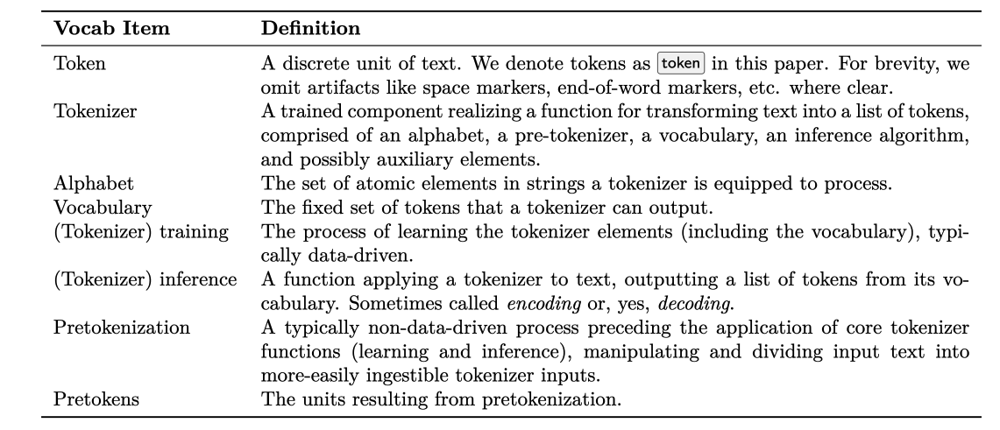 Vocab Item Definition
Token A discrete unit of text. We denote tokens as token in this paper. For brevity, we
omit artifacts like space markers, end-of-word markers, etc. where clear.
Tokenizer A trained component realizing a function for transforming text into a list of tokens,
comprised of an alphabet, a pre-tokenizer, a vocabulary, an inference algorithm,
and possibly auxiliary elements.
Alphabet The set of atomic elements in strings a tokenizer is equipped to process.
Vocabulary The fixed set of tokens that a tokenizer can output.
(Tokenizer) training The process of learning the tokenizer elements (including the vocabulary), typi-
cally data-driven.
(Tokenizer) inference A function applying a tokenizer to text, outputting a list of tokens from its vo-
cabulary. Sometimes called encoding or, yes, decoding.
Pretokenization A typically non-data-driven process preceding the application of core tokenizer
functions (learning and inference), manipulating and dividing input text into
more-easily ingestible tokenizer inputs.
Pretokens The units resulting from pretokenization.